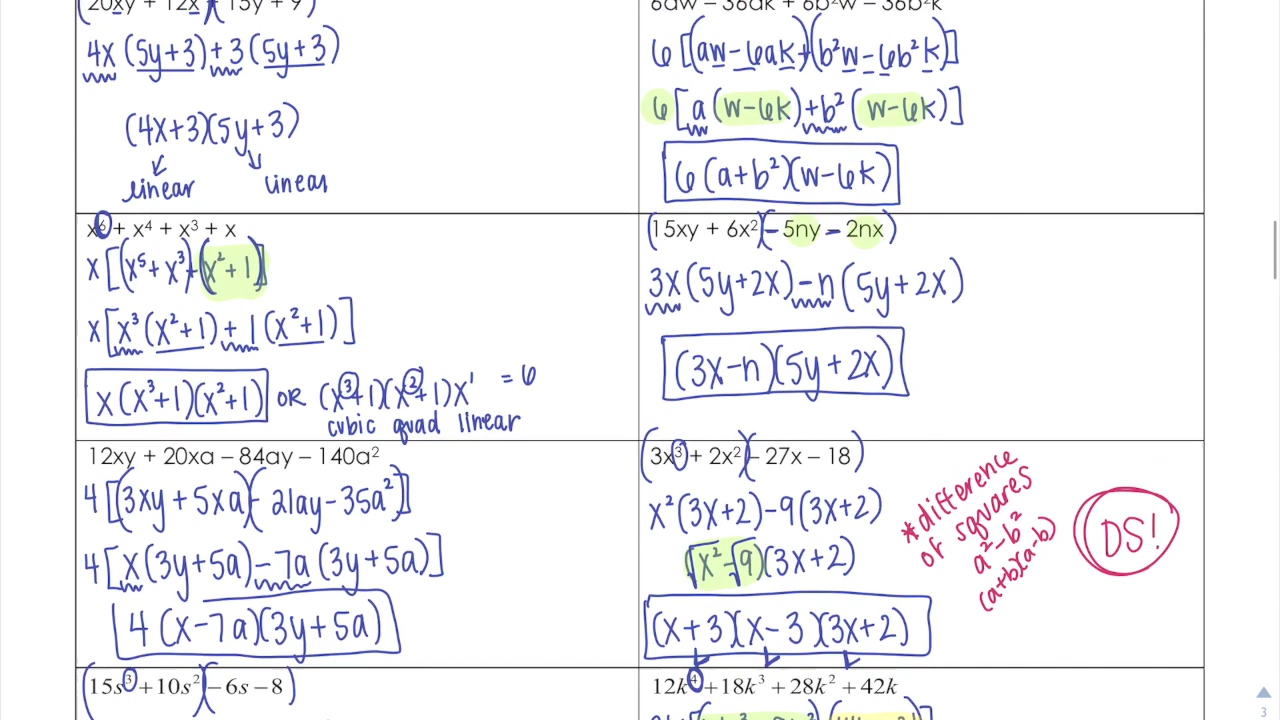 (20xy + 12x)(+ 15y + 9)
4x(5y+3)+3(5y+3)
(4x+3)(5y+3)
linear linear
6aw – 36ak + 6b²w – 36b²k
6[(aw-6ak)+(b²w-6b²k)]
6[a(w-6k)+b²(w-6k)]
6(a+b²)(w-6k)
x⁶ + x⁴ + x³ + x
x[(x⁵+x³)+(x²+1)]
x[x³(x²+1)+1(x²+1)]
x(x³+1)(x²+1) OR (x³+1)(x²+1)x¹ = 6
cubic quad linear
(15xy + 6x²)(– 5ny – 2nx)
3x(5y+2x)-n(5y+2x)
(3x-n)(5y+2x)
12xy + 20xa – 84ay – 140a²
4[(3xy+5xa)(-21ay-35a²)]
4[x(3y+5a)-7a(3y+5a)]
4(x-7a)(3y+5a)
(3x³ + 2x²)(– 27x – 18)
x²(3x+2)-9(3x+2)
√x²-√9)(3x+2)
(x+3)(x-3)(3x+2)
*difference
of squares
a²-b²
(a+b)(a-b)
DS!
(15s³ +10s²)(– 6s – 8)
12k⁴ +18k³ + 28k² + 42k
3